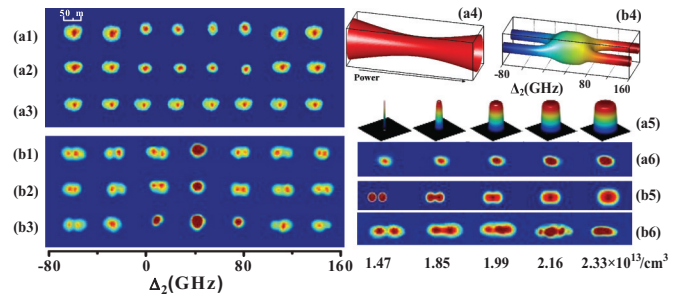 50 m
(a1)
(a2)
(a3)
(b1)
(b2)
(b3)
-80 0 40 80 160
Δ2(GHz)
(a4)
Power
(b4)
-80
80
160
Δ2(GHz)
(a5)
(a6)
(b5)
(b6)
1.47 1.85 1.99 2.16 2.33×10^13/cm^3